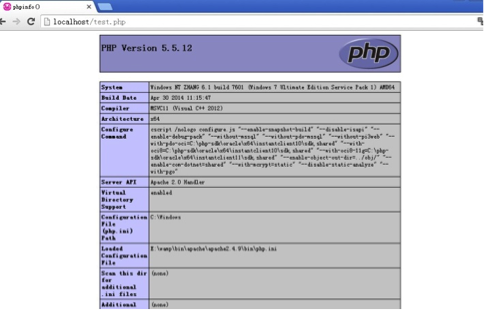 phpinfo()
localhost/test.php
PHP Version 5.5.12
php
System Windows NT ZHANG 6.1 build 7601 (Windows 7 Ultimate Edition Service Pack 1) AMD64
Build Date Apr 30 2014 11:15:47
Compiler MSVC11 (Visual C++ 2012)
Architecture x64
Configure Command cscript /nologo configure.js "--enable-snapshot-build" "--disable-isapi" "--
enable-debug-pack" "--without-mssql" "--without-pdo-mssql" "--without-pi3web" "--
with-pdo-oci=C:\php-sdk\oracle\x64\instantclient10\sdk,shared" "--with-
oci8=C:\php-sdk\oracle\x64\instantclient10\sdk,shared" "--with-oci8-11g=C:\php-
sdk\oracle\x64\instantclient11\sdk,shared" "--enable-object-out-dir=../obj/" "--
enable-com-dotnet=shared" "--with-mcrypt=static" "--disable-static-analyze" "--
with-pgo"
Server API Apache 2.0 Handler
Virtual Directory Support enabled
Configuration File (php.ini) Path C:\Windows
Loaded Configuration File E:\wamp\bin\apache\apache2.4.9\bin\php.ini
Scan this dir for additional .ini files (none)
Additional (none)